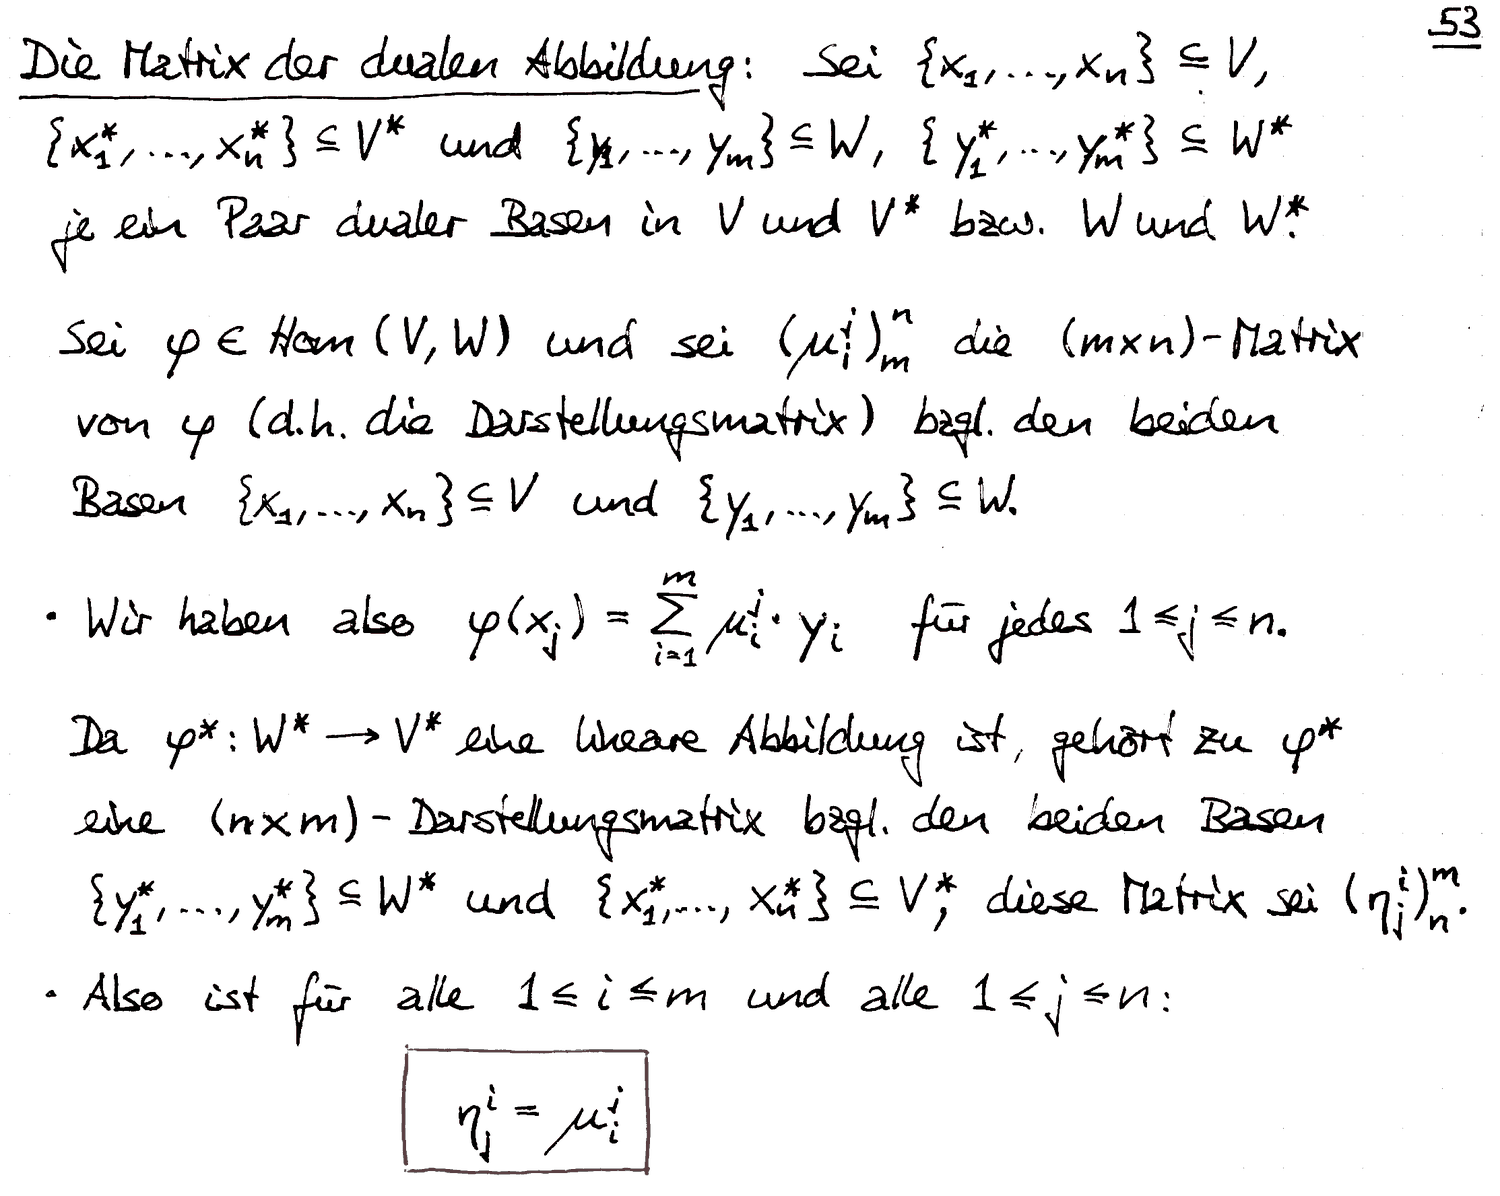 53
Die Matrix der dualen Abbildung: Sei {x₁, ..., xₙ} ⊆ V,
{x₁*, ..., xₙ*} ⊆ V* und {y₁, ..., yₘ} ⊆ W, {y₁*, ..., yₘ*} ⊆ W*
je ein Paar dualer Basen in V und V* bzw. W und W*.
Sei φ ∈ Hom (V, W) und sei (μᵢʲ)ₘⁿ die (m×n)-Matrix
von φ (d.h. die Darstellungsmatrix) bzgl. den beiden
Basen {x₁, ..., xₙ} ⊆ V und {y₁, ..., yₘ} ⊆ W.
• Wir haben also φ(xⱼ) = ∑ᵢ₌₁ᵐ μᵢʲ · yᵢ für jedes 1 ≤ j ≤ n.
Da φ*: W* → V* eine lineare Abbildung ist, gehört zu φ*
eine (n×m) - Darstellungsmatrix bzgl. den beiden Basen
{y₁*, ..., yₘ*} ⊆ W* und {x₁*, ..., xₙ*} ⊆ V*, diese Matrix sei (ηⱼⁱ)ₙᵐ.
• Also ist für alle 1 ≤ i ≤ m und alle 1 ≤ j ≤ n:
ηⱼⁱ = μᵢʲ